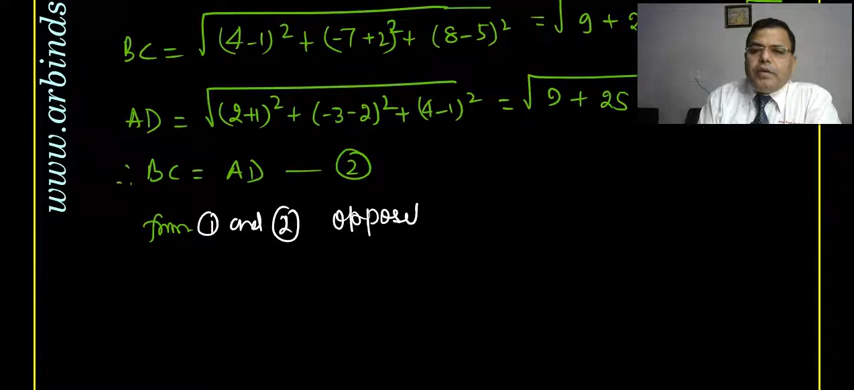 www.arbinds
BC = √(4-1)² + (-7+2)² + (8-5)² = √9 + 2
AD = √(2+1)² + (-3-2)² + (4-1)² = √9 + 25
∴ BC = AD — ②
from ① and ② oppose